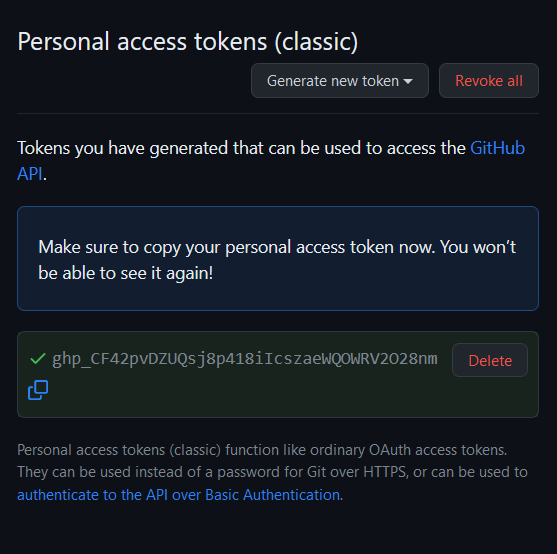 Personal access tokens (classic)
Generate new token
Revoke all
Tokens you have generated that can be used to access the GitHub
API.
Make sure to copy your personal access token now. You won’t
be able to see it again!
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
Delete
Personal access tokens (classic) function like ordinary OAuth access tokens.
They can be used instead of a password for Git over HTTPS, or can be used to
authenticate to the API over Basic Authentication.